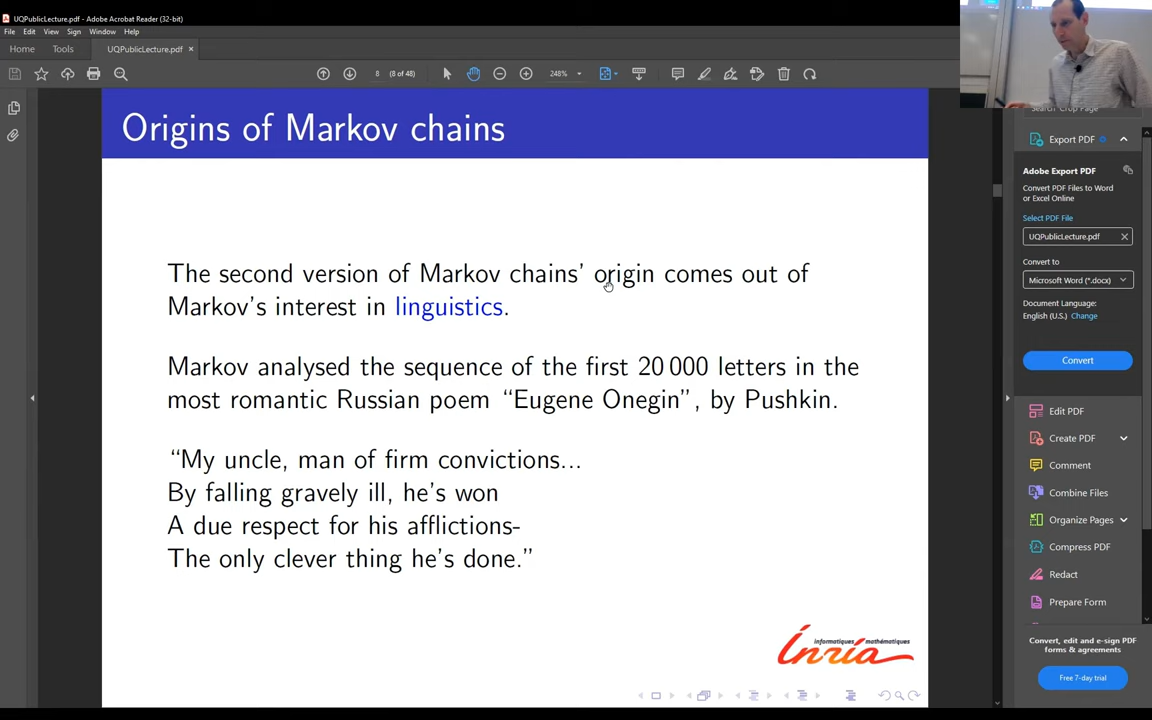 UQPublicLecture.pdf - Adobe Acrobat Reader (32-bit)
File Edit View Sign Window Help
Home Tools UQPublicLecture.pdf ×
8 (8 of 48) 248%
Origins of Markov chains
The second version of Markov chains’ origin comes out of
Markov’s interest in linguistics.
Markov analysed the sequence of the first 20 000 letters in the
most romantic Russian poem “Eugene Onegin”, by Pushkin.
“My uncle, man of firm convictions...
By falling gravely ill, he’s won
A due respect for his afflictions-
The only clever thing he’s done.”
informatiques mathématiques
Inria
Search 'Crop Page'
Export PDF
Adobe Export PDF
Convert PDF Files to Word
or Excel Online
Select PDF File
UQPublicLecture.pdf
Convert to
Microsoft Word (*.docx)
Document Language:
English (U.S.) Change
Convert
Edit PDF
Create PDF
Comment
Combine Files
Organize Pages
Compress PDF
Redact
Prepare Form
Convert, edit and e-sign PDF
forms & agreements
Free 7-day trial